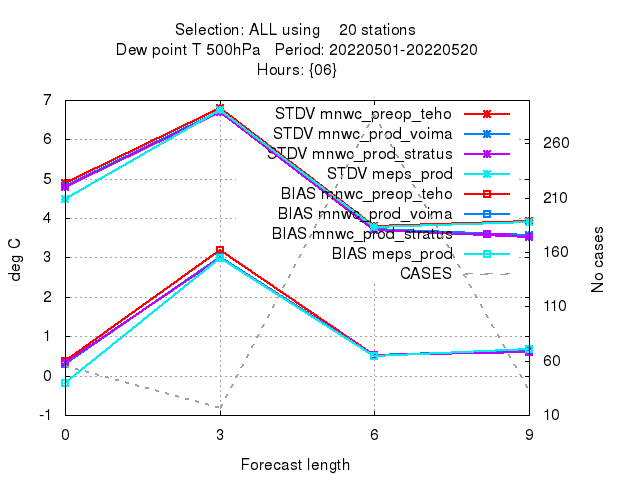 Selection: ALL using    20 stations
Dew point T 500hPa   Period: 20220501-20220520
Hours: {06}
STDV mnwc_preop_teho
STDV mnwc_prod_voima
STDV mnwc_prod_stratus
STDV meps_prod
BIAS mnwc_preop_teho
BIAS mnwc_prod_voima
BIAS mnwc_prod_stratus
BIAS meps_prod
CASES
7
6
5
4
3
2
1
0
-1
deg C
260
210
160
110
60
10
No cases
0 3 6 9
Forecast length